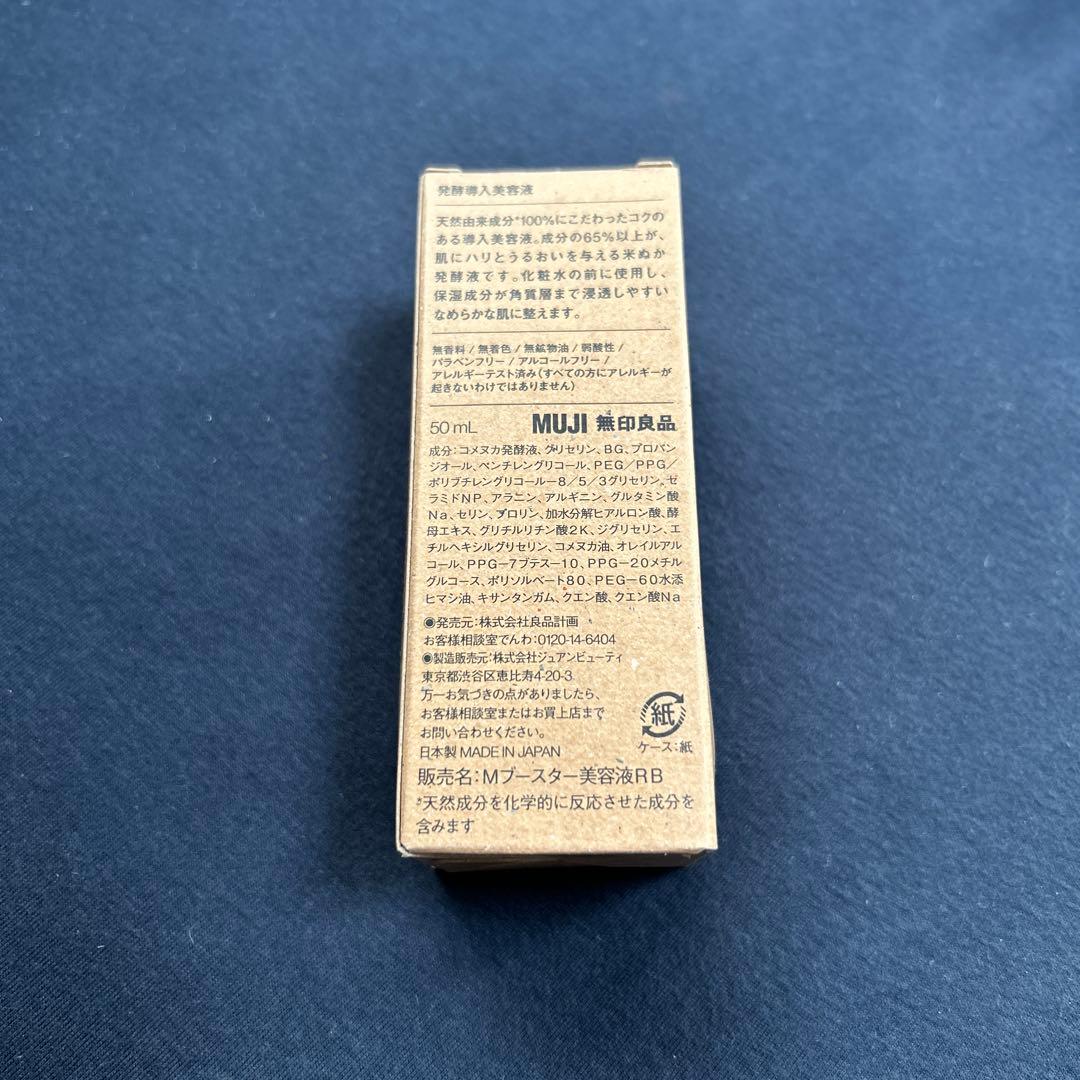 発酵導入美容液
天然由来成分*100%にこだわったコクの
ある導入美容液。成分の65%以上が、
肌にハリとうるおいを与える米ぬか
発酵液です。化粧水の前に使用し、
保湿成分が角質層まで浸透しやすい
なめらかな肌に整えます。
無香料/無着色/無鉱物油/弱酸性/
パラベンフリー/アルコールフリー/
アレルギーテスト済み(すべての方にアレルギーが
起きないわけではありません)
50mL MUJI 無印良品
成分:コメヌカ発酵液、グリセリン、BG、プロパン
ジオール、ペンチレングリコール、PEG/PPG/
ポリブチレングリコール-8/5/3グリセリン、セ
ラミドNP、アラニン、アルギニン、グルタミン酸
Na、セリン、プロリン、加水分解ヒアルロン酸、酵
母エキス、グリチルリチン酸2K、ジグリセリン、エ
チルヘキシルグリセリン、コメヌカ油、オレイルアル
コール、PPG-7ブテス-10、PPG-20メチル
グルコース、ポリソルベート80、PEG-60水添
ヒマシ油、キサンタンガム、クエン酸、クエン酸Na
◉発売元:株式会社良品計画
お客様相談室でんわ:0120-14-6404
◉製造販売元:株式会社ジュアンビューティ
東京都渋谷区恵比寿4-20-3
万一お気づきの点がありましたら、
お客様相談室またはお買上店まで
お問い合わせください。
紙
ケース:紙
日本製 MADE IN JAPAN
販売名:Mブースター美容液RB
*天然成分を化学的に反応させた成分を
含みます